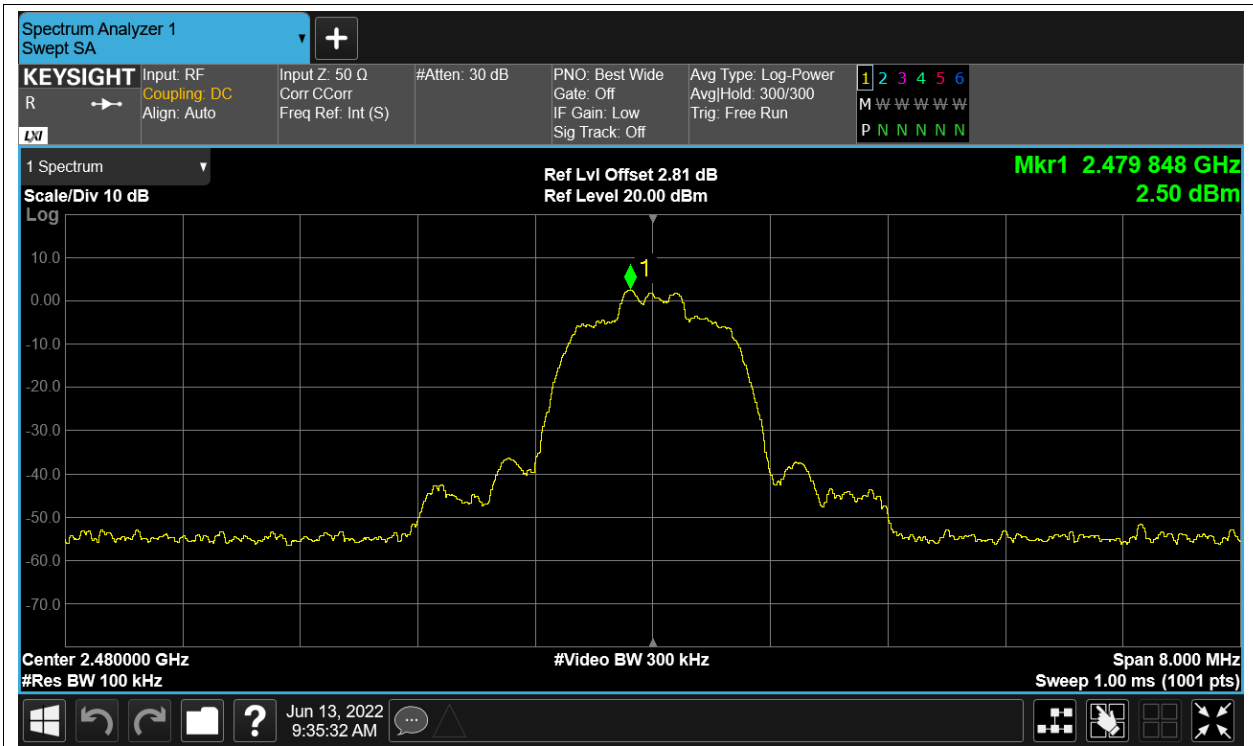 Spectrum Analyzer 1
Swept SA
KEYSIGHT
R
LXI
Input: RF
Coupling: DC
Align: Auto
Input Z: 50 Ω
Corr CCorr
Freq Ref: Int (S)
#Atten: 30 dB
PNO: Best Wide
Gate: Off
IF Gain: Low
Sig Track: Off
Avg Type: Log-Power
Avg|Hold: 300/300
Trig: Free Run
1 2 3 4 5 6
M W W W W W
P N N N N N
1 Spectrum
Scale/Div 10 dB
Log
Ref Lvl Offset 2.81 dB
Ref Level 20.00 dBm
Mkr1 2.479 848 GHz
2.50 dBm
1
10.0
0.00
-10.0
-20.0
-30.0
-40.0
-50.0
-60.0
-70.0
Center 2.480000 GHz
#Res BW 100 kHz
#Video BW 300 kHz
Span 8.000 MHz
Sweep 1.00 ms (1001 pts)
?
Jun 13, 2022
9:35:32 AM